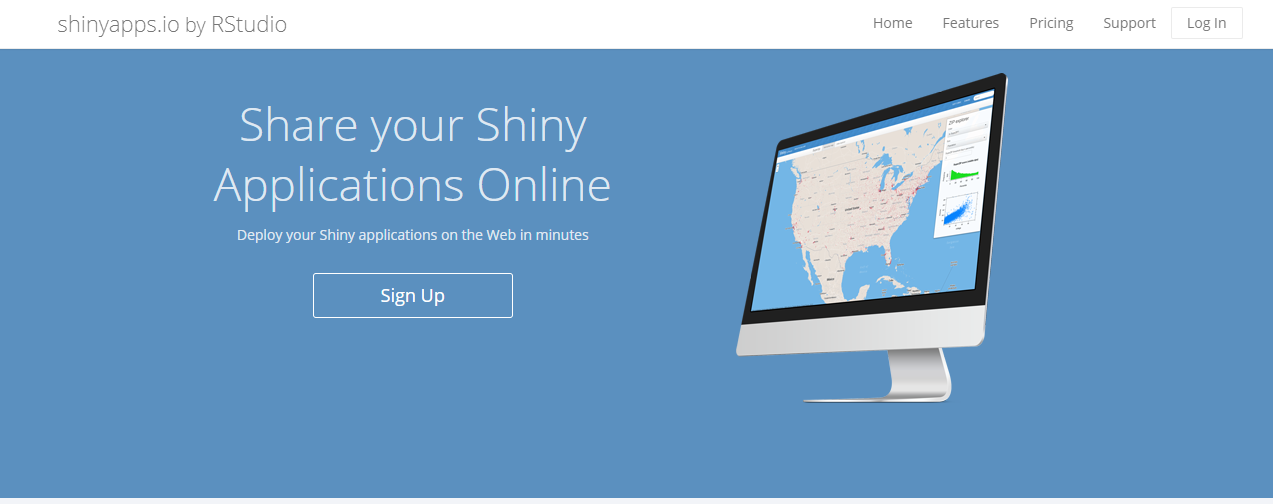 shinyapps.io by RStudio
Home Features Pricing Support Log In
Share your Shiny
Applications Online
Deploy your Shiny applications on the Web in minutes
Sign Up
ZIP explorer